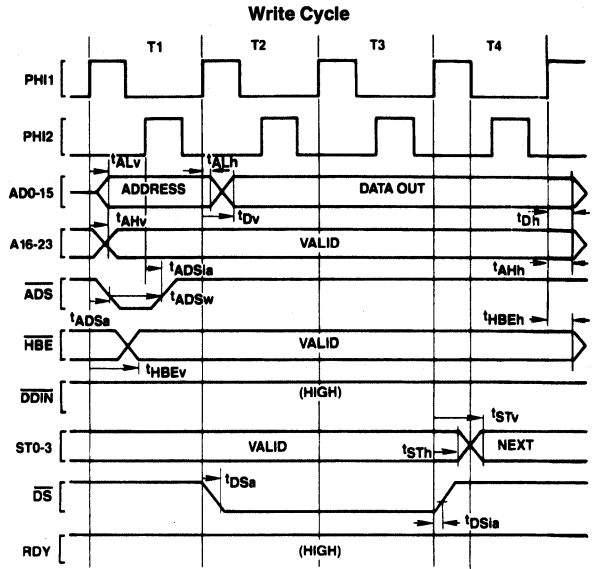 Write Cycle
T1 T2 T3 T4
PHI1
PHI2
tALv tALh
AD0-15 ADDRESS DATA OUT
tAHv tDv tDh
A16-23 VALID
tADSia tAHh
ADS
tADSw
tADSa tHBEh
HBE VALID
tHBEv
DDIN (HIGH)
tSTv
ST0-3 VALID tSTh NEXT
tDSa
DS
tDSia
RDY (HIGH)